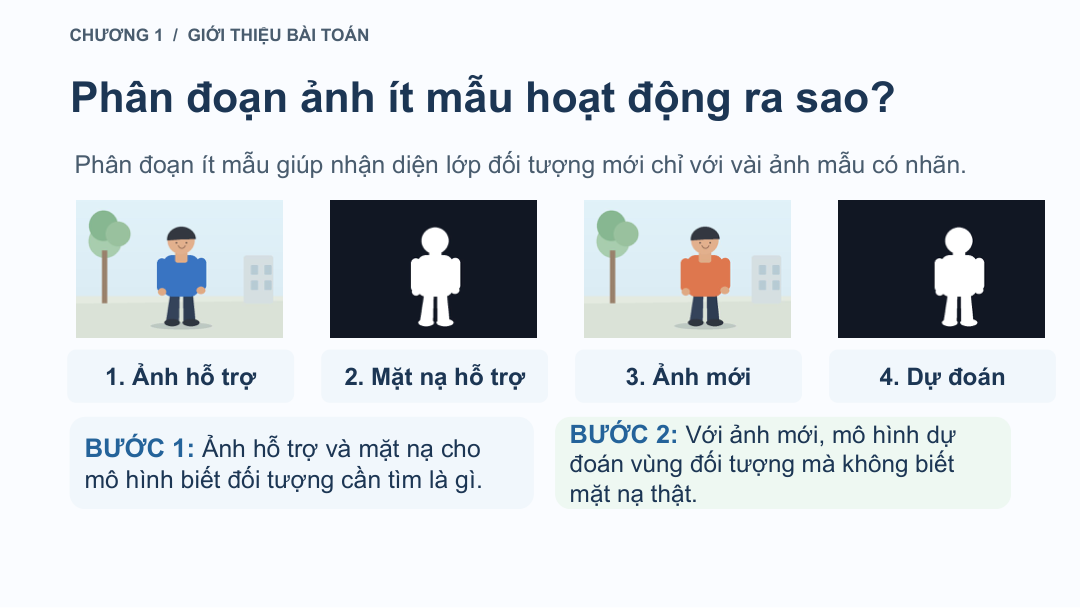 CHƯƠNG 1 / GIỚI THIỆU BÀI TOÁN
Phân đoạn ảnh ít mẫu hoạt động ra sao?
Phân đoạn ít mẫu giúp nhận diện lớp đối tượng mới chỉ với vài ảnh mẫu có nhãn.
1. Ảnh hỗ trợ
2. Mặt nạ hỗ trợ
3. Ảnh mới
4. Dự đoán
BƯỚC 1: Ảnh hỗ trợ và mặt nạ cho
mô hình biết đối tượng cần tìm là gì.
BƯỚC 2: Với ảnh mới, mô hình dự
đoán vùng đối tượng mà không biết
mặt nạ thật.